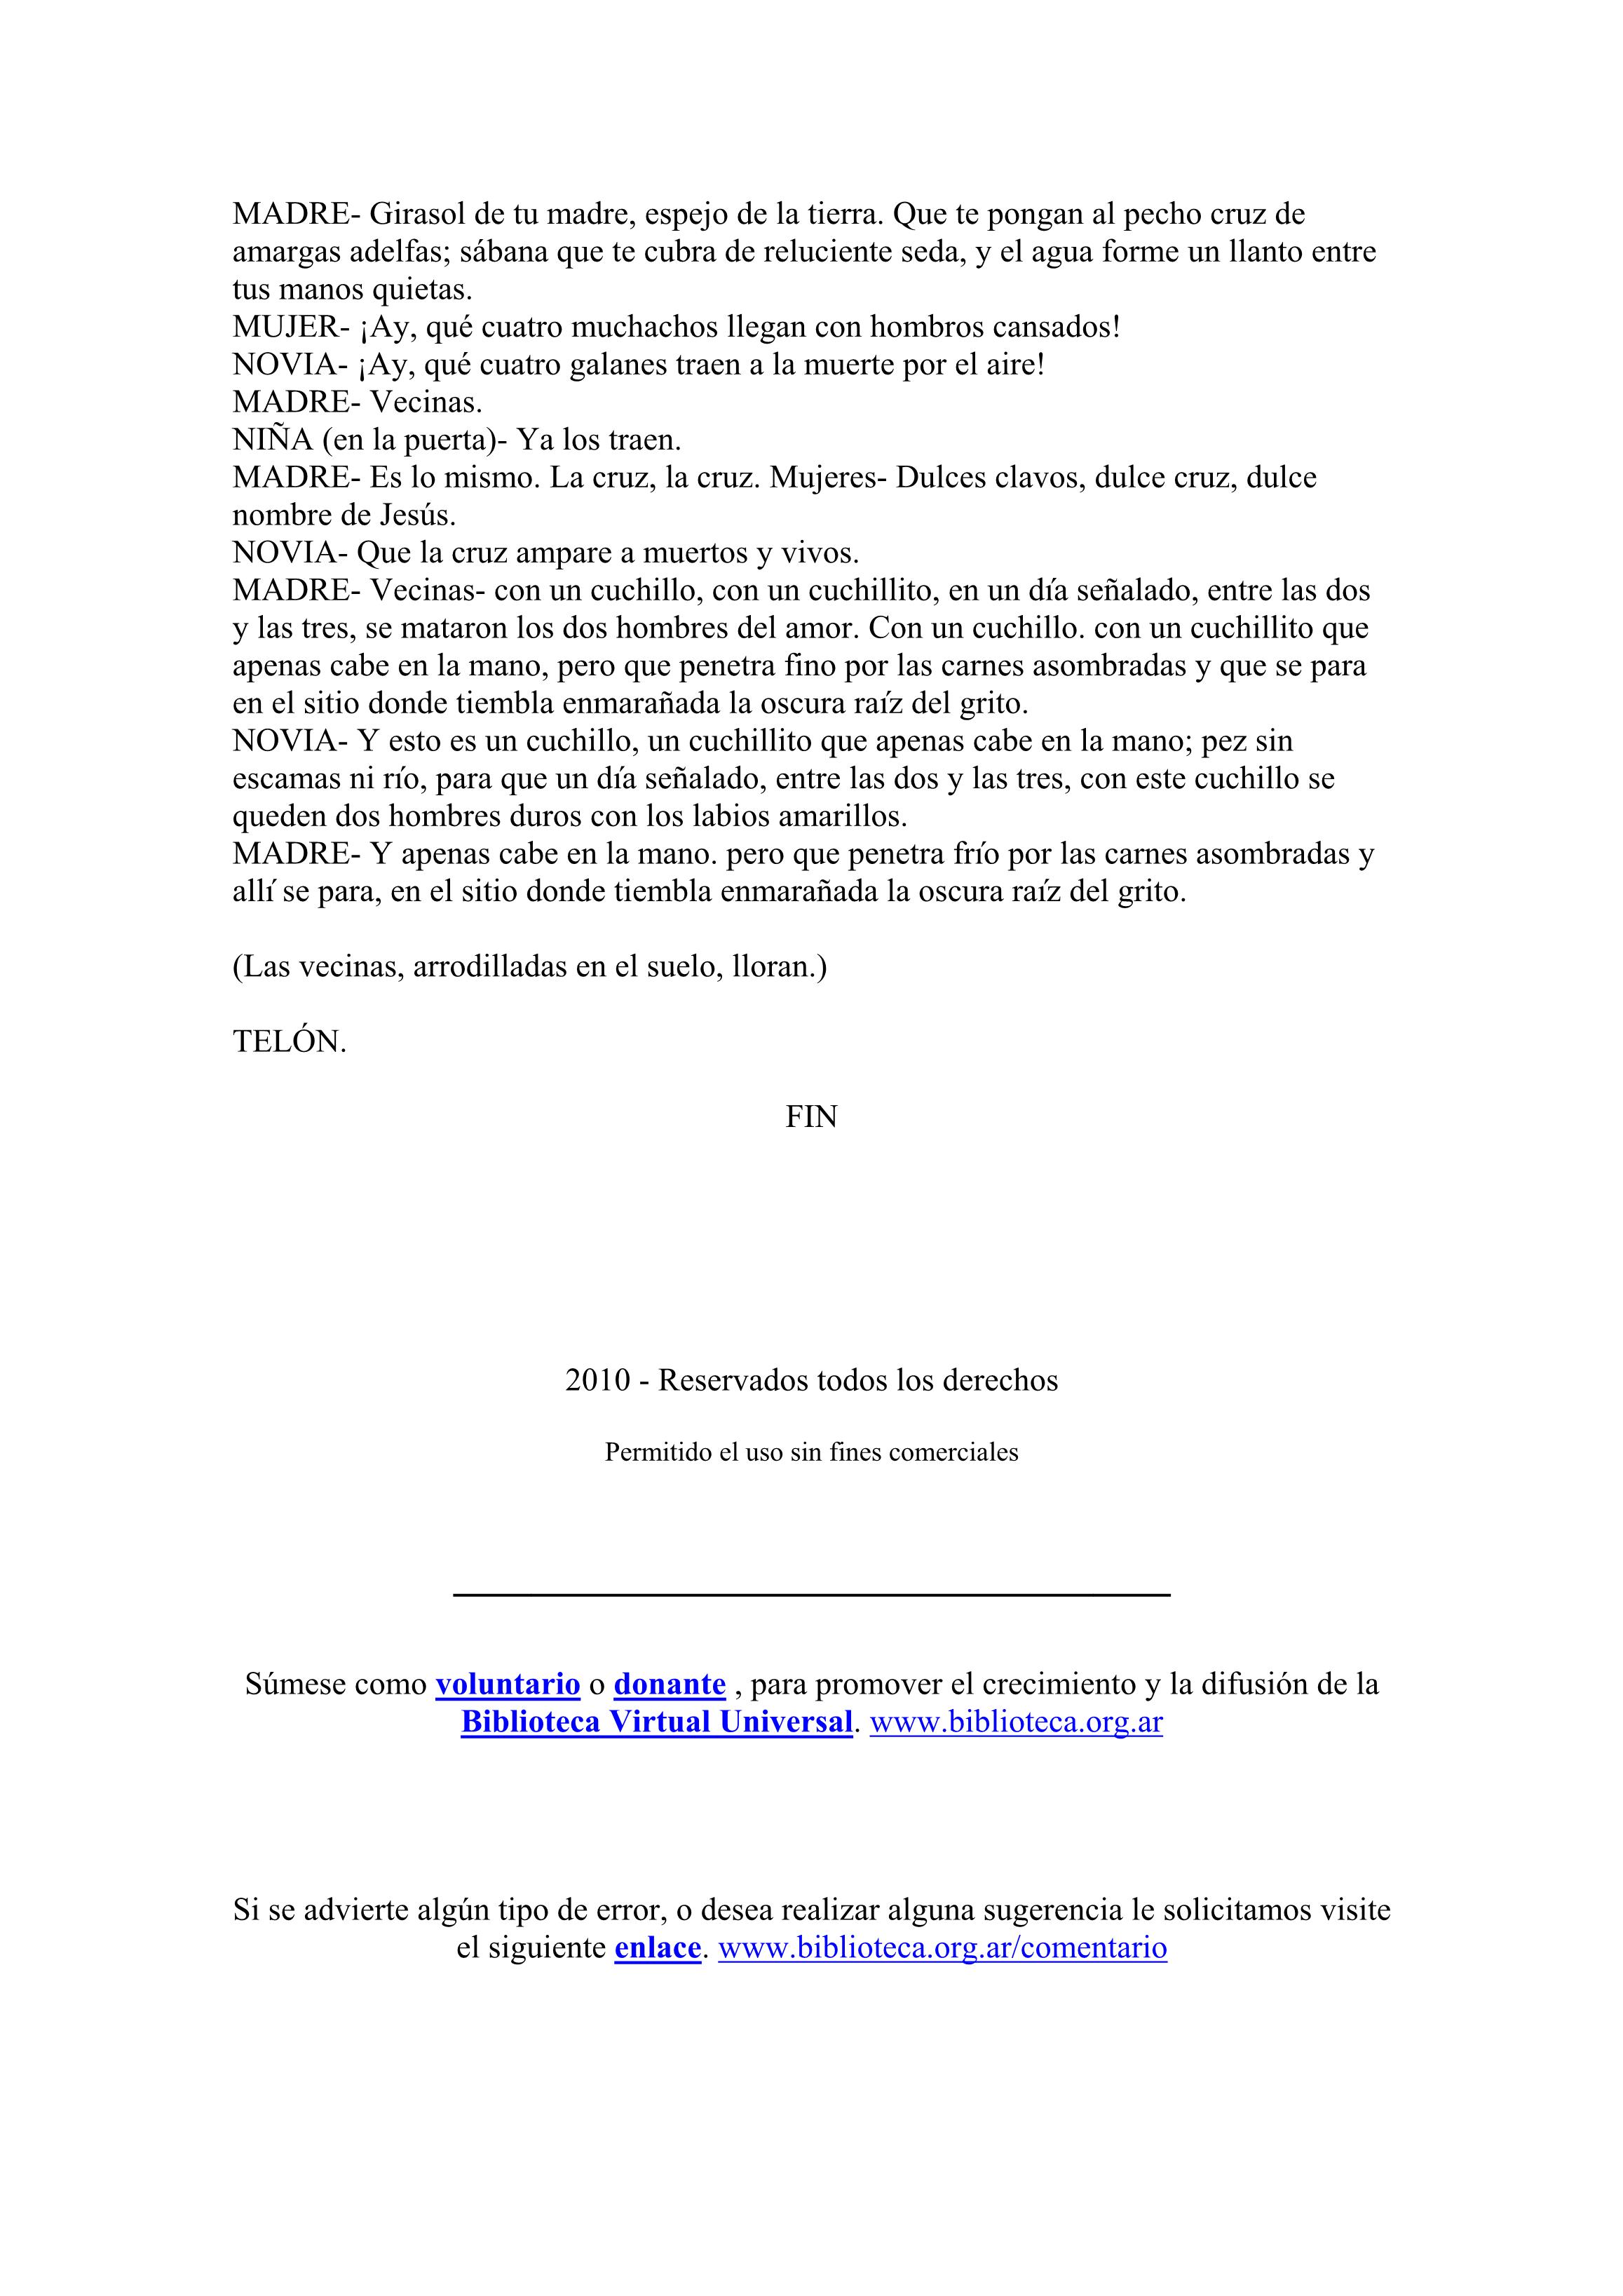 MADRE- Girasol de tu madre, espejo de la tierra. Que te pongan al pecho cruz de
amargas adelfas; sábana que te cubra de reluciente seda, y el agua forme un llanto entre
tus manos quietas.
MUJER- ¡Ay, qué cuatro muchachos llegan con hombros cansados!
NOVIA- ¡Ay, qué cuatro galanes traen a la muerte por el aire!
MADRE- Vecinas.
NIÑA (en la puerta)- Ya los traen.
MADRE- Es lo mismo. La cruz, la cruz. Mujeres- Dulces clavos, dulce cruz, dulce
nombre de Jesús.
NOVIA- Que la cruz ampare a muertos y vivos.
MADRE- Vecinas- con un cuchillo, con un cuchillito, en un día señalado, entre las dos
y las tres, se mataron los dos hombres del amor. Con un cuchillo. con un cuchillito que
apenas cabe en la mano, pero que penetra fino por las carnes asombradas y que se para
en el sitio donde tiembla enmarañada la oscura raíz del grito.
NOVIA- Y esto es un cuchillo, un cuchillito que apenas cabe en la mano; pez sin
escamas ni río, para que un día señalado, entre las dos y las tres, con este cuchillo se
queden dos hombres duros con los labios amarillos.
MADRE- Y apenas cabe en la mano. pero que penetra frío por las carnes asombradas y
allí se para, en el sitio donde tiembla enmarañada la oscura raíz del grito.
(Las vecinas, arrodilladas en el suelo, lloran.)
TELÓN.
FIN
2010 - Reservados todos los derechos
Permitido el uso sin fines comerciales
Súmese como voluntario o donante , para promover el crecimiento y la difusión de la
Biblioteca Virtual Universal. www.biblioteca.org.ar
Si se advierte algún tipo de error, o desea realizar alguna sugerencia le solicitamos visite
el siguiente enlace. www.biblioteca.org.ar/comentario